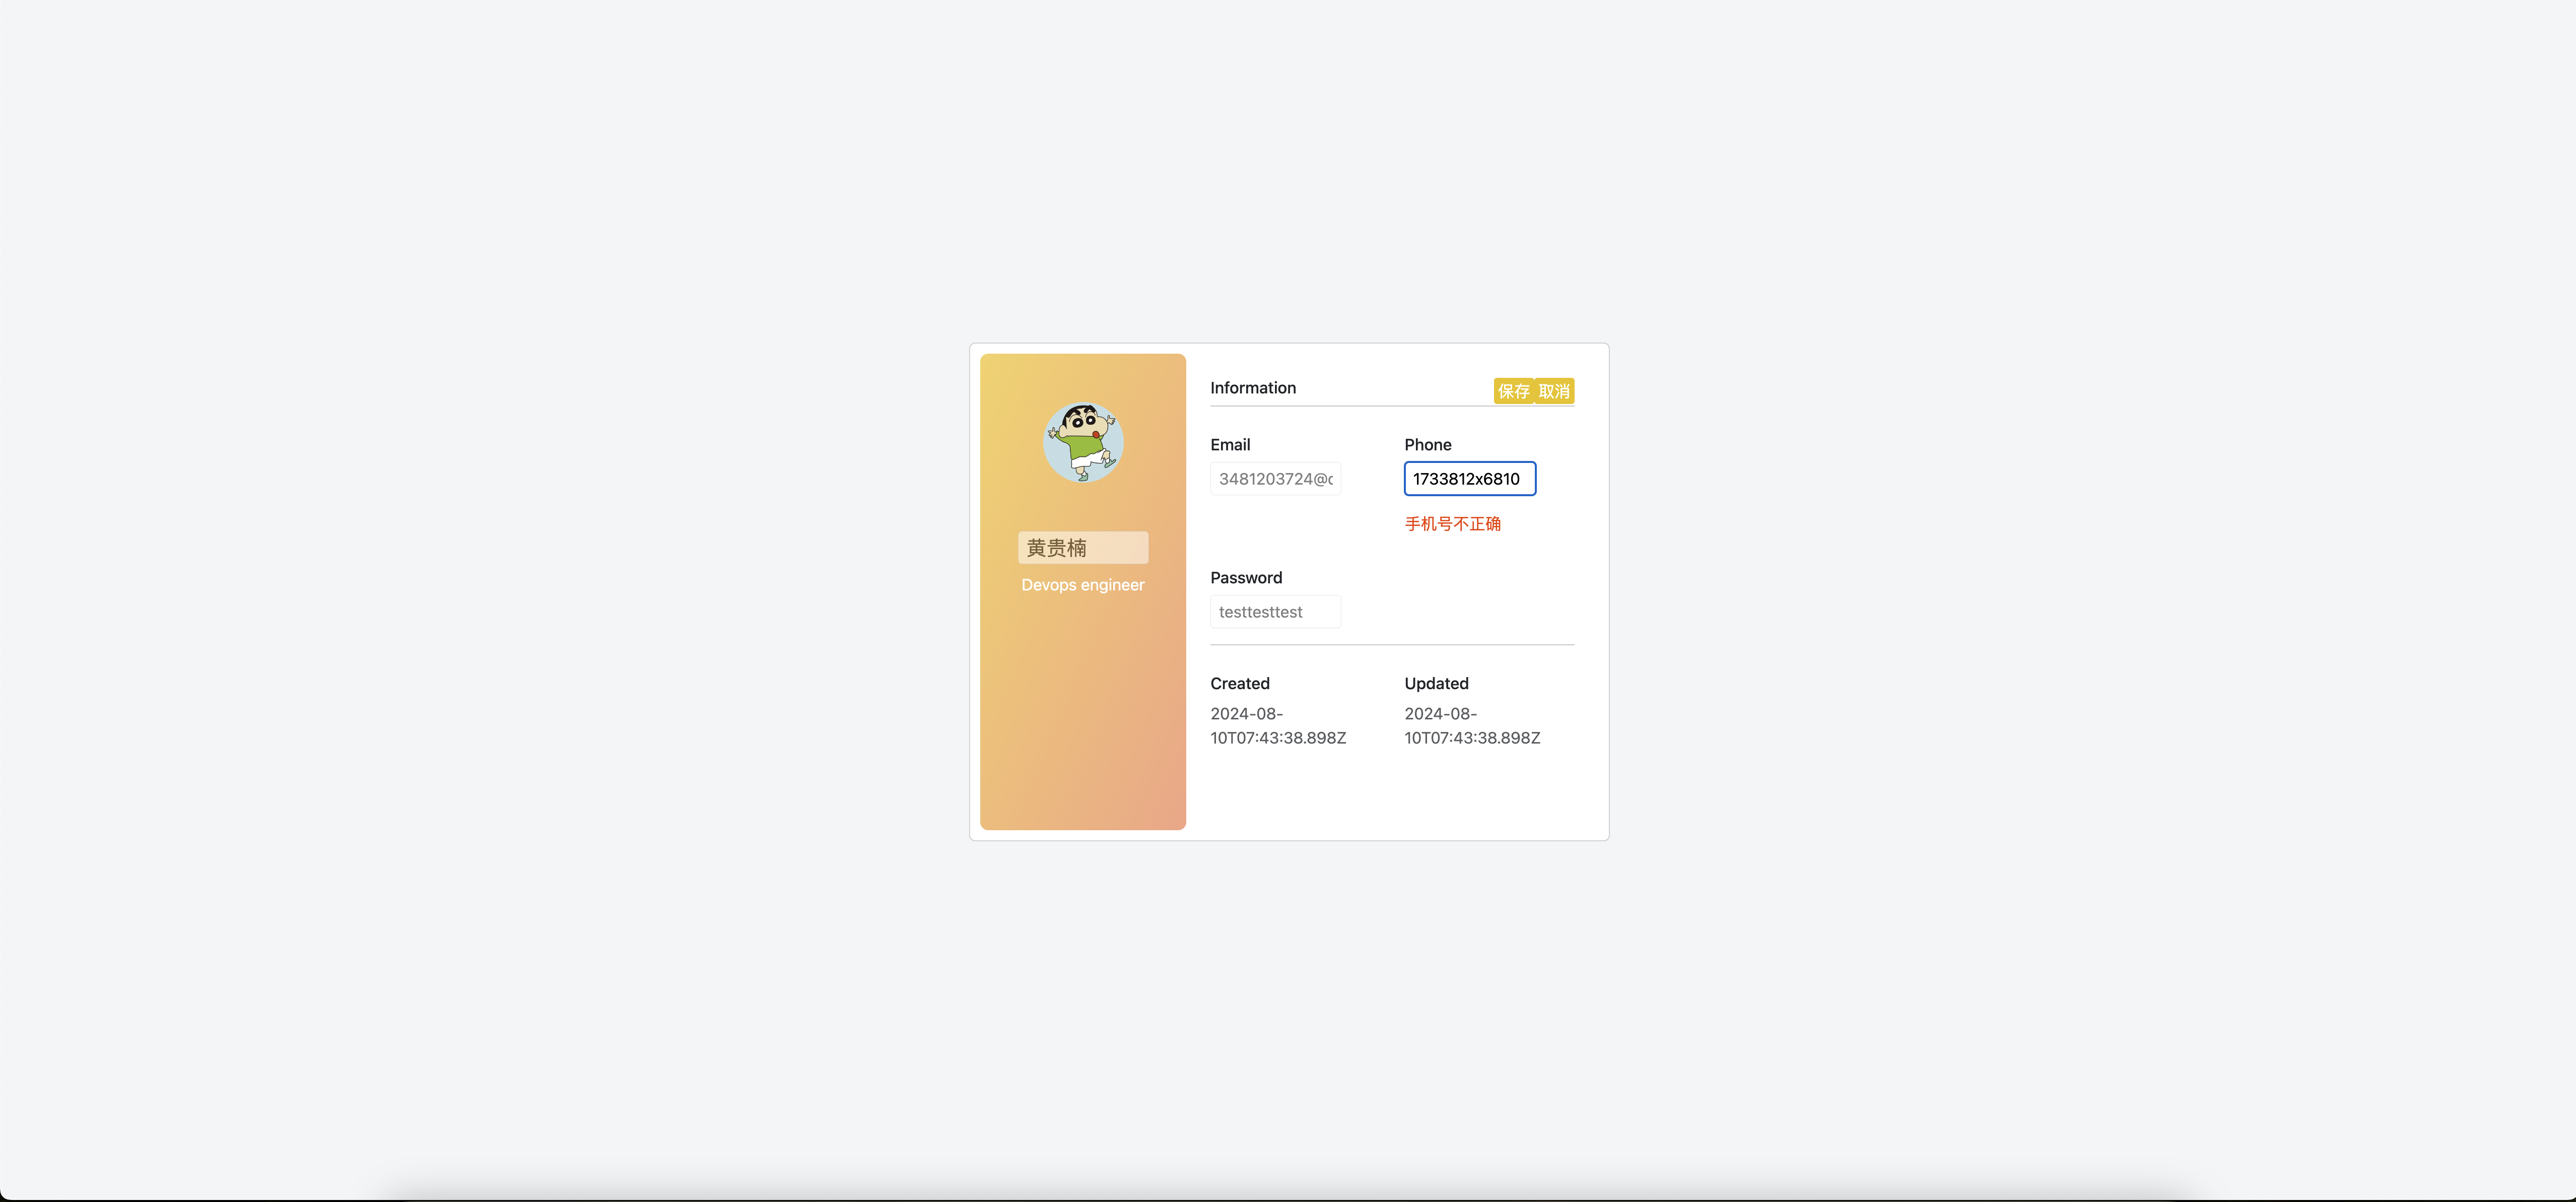 黄贵楠
Devops engineer
Information
保存 取消
Email
Phone
3481203724@
1733812x6810
手机号不正确
Password
testtesttest
Created
Updated
2024-08-
10T07:43:38.898Z
2024-08-
10T07:43:38.898Z